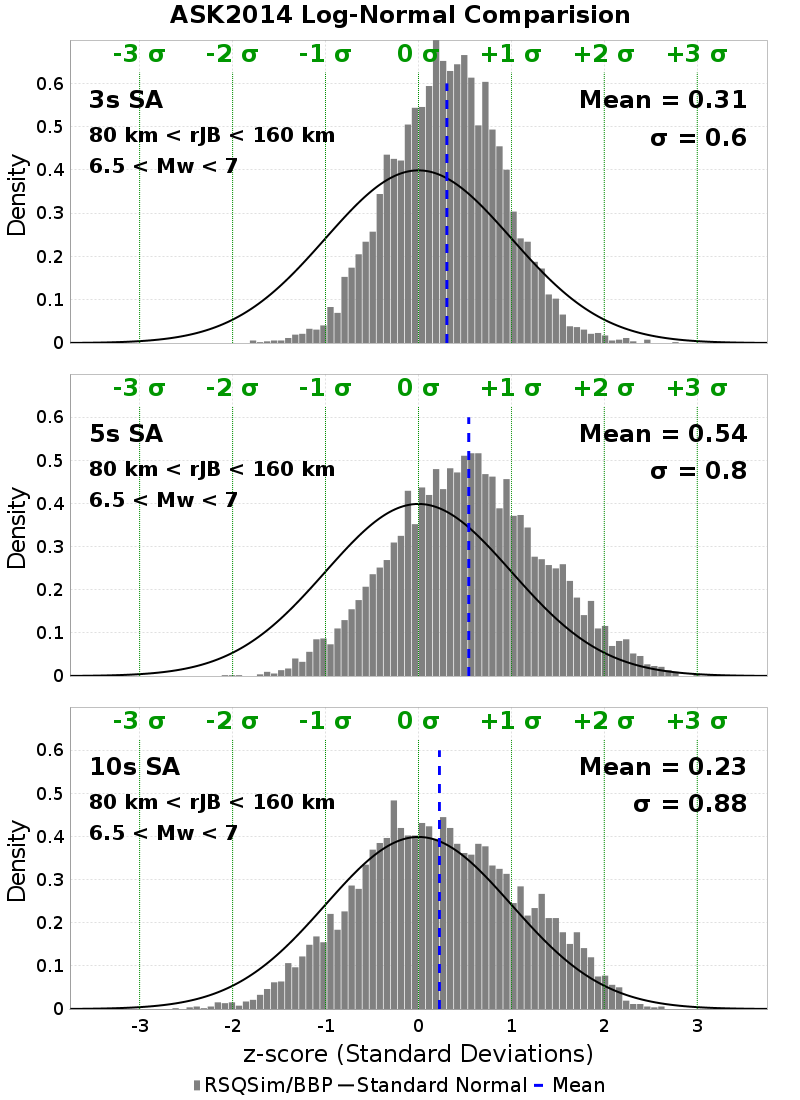 ASK2014 Log-Normal Comparision
-3 σ -2 σ -1 σ 0 σ +1 σ +2 σ +3 σ
3s SA
Mean = 0.31
80 km < rJB < 160 km
σ = 0.6
6.5 < Mw < 7
0.6
0.5
0.4
0.3
0.2
0.1
0
Density
-3 σ -2 σ -1 σ 0 σ +1 σ +2 σ +3 σ
5s SA
Mean = 0.54
80 km < rJB < 160 km
σ = 0.8
6.5 < Mw < 7
0.6
0.5
0.4
0.3
0.2
0.1
0
Density
-3 σ -2 σ -1 σ 0 σ +1 σ +2 σ +3 σ
10s SA
Mean = 0.23
80 km < rJB < 160 km
σ = 0.88
6.5 < Mw < 7
0.6
0.5
0.4
0.3
0.2
0.1
0
Density
-3 -2 -1 0 1 2 3
z-score (Standard Deviations)
RSQSim/BBP Standard Normal Mean